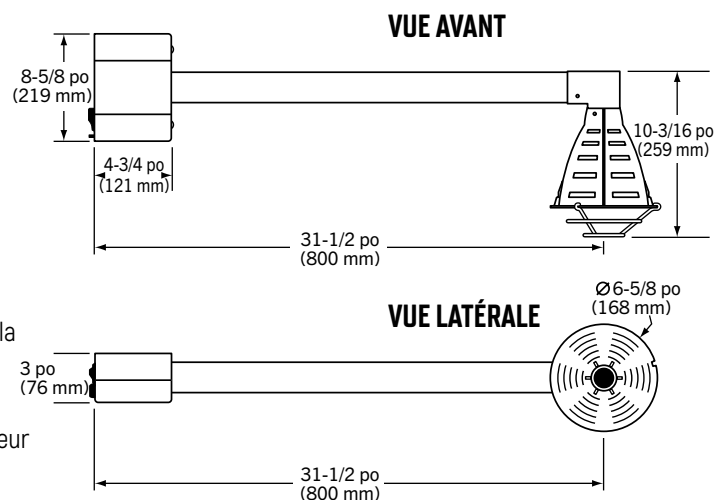 VUE AVANT
8-5/8 po
(219 mm)
4-3/4 po
(121 mm)
10-3/16 po
(259 mm)
31-1/2 po
(800 mm)
VUE LATÉRALE
Ø6-5/8 po
(168 mm)
la
3 po
(76 mm)
eur
31-1/2 po
(800 mm)